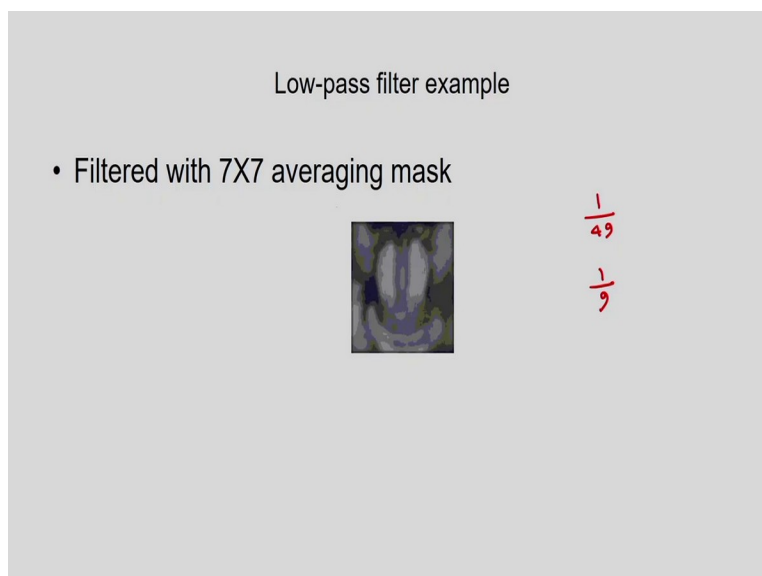 Low-pass filter example
• Filtered with 7X7 averaging mask
1
49
1
9